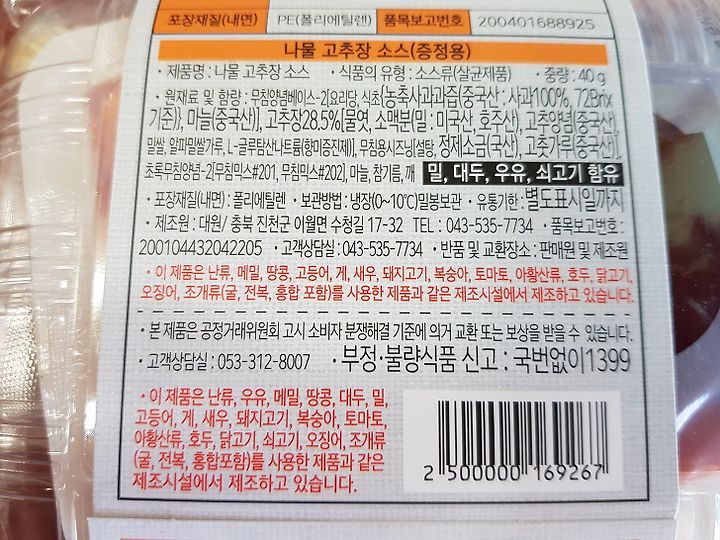 포장재질(내면) PE(폴리에틸렌) 품목보고번호 200401688925
나물 고추장 소스(증정용)
· 제품명 : 나물 고추장 소스 · 식품의 유형 : 소스류(살균제품) · 중량 : 40 g
· 원재료 및 함량 : 무침양념베이스-2[요리당, 식초{농축사과과즙(중국산 : 사과100%, 72Brix
기준)}, 마늘(중국산)], 고추장28.5%[물엿, 소맥분(밀 : 미국산, 호주산), 고추양념(중국산),
밀쌀, 알파밀쌀가루, L-글루탐산나트륨(향미증진제)], 무침용시즈닝[설탕, 정제소금(국산), 고추가루(중국산),
초록무침양념-2[무침믹스#201, 무침믹스#202], 마늘, 참기름, 깨 밀, 대두, 우유, 쇠고기 함유
· 포장재질(내면) : 폴리에틸렌 · 보관방법 : 냉장(0~10℃)밀봉보관 · 유통기한 : 별도표시일까지
· 제조원 : 대원/ 충북 진천군 이월면 수청길 17-32 TEL : 043-535-7734 · 품목보고번호 :
200104432042205 · 고객상담실 : 043-535-7734 · 반품 및 교환장소 : 판매원 및 제조원
· 이 제품은 난류, 메밀, 땅콩, 고등어, 게, 새우, 돼지고기, 복숭아, 토마토, 아황산류, 호두, 닭고기,
오징어, 조개류(굴, 전복, 홍합 포함)를 사용한 제품과 같은 제조시설에서 제조하고 있습니다.
· 본 제품은 공정거래위원회 고시 소비자 분쟁해결 기준에 의거 교환 또는 보상을 받을 수 있습니다.
· 고객상담실 : 053-312-8007 · 부정·불량식품 신고 : 국번없이1399
· 이 제품은 난류, 우유, 메밀, 땅콩, 대두, 밀,
고등어, 게, 새우, 돼지고기, 복숭아, 토마토,
아황산류, 호두, 닭고기, 쇠고기, 오징어, 조개류
(굴, 전복, 홍합포함)를 사용한 제품과 같은
제조시설에서 제조하고 있습니다.
2 500000 169267